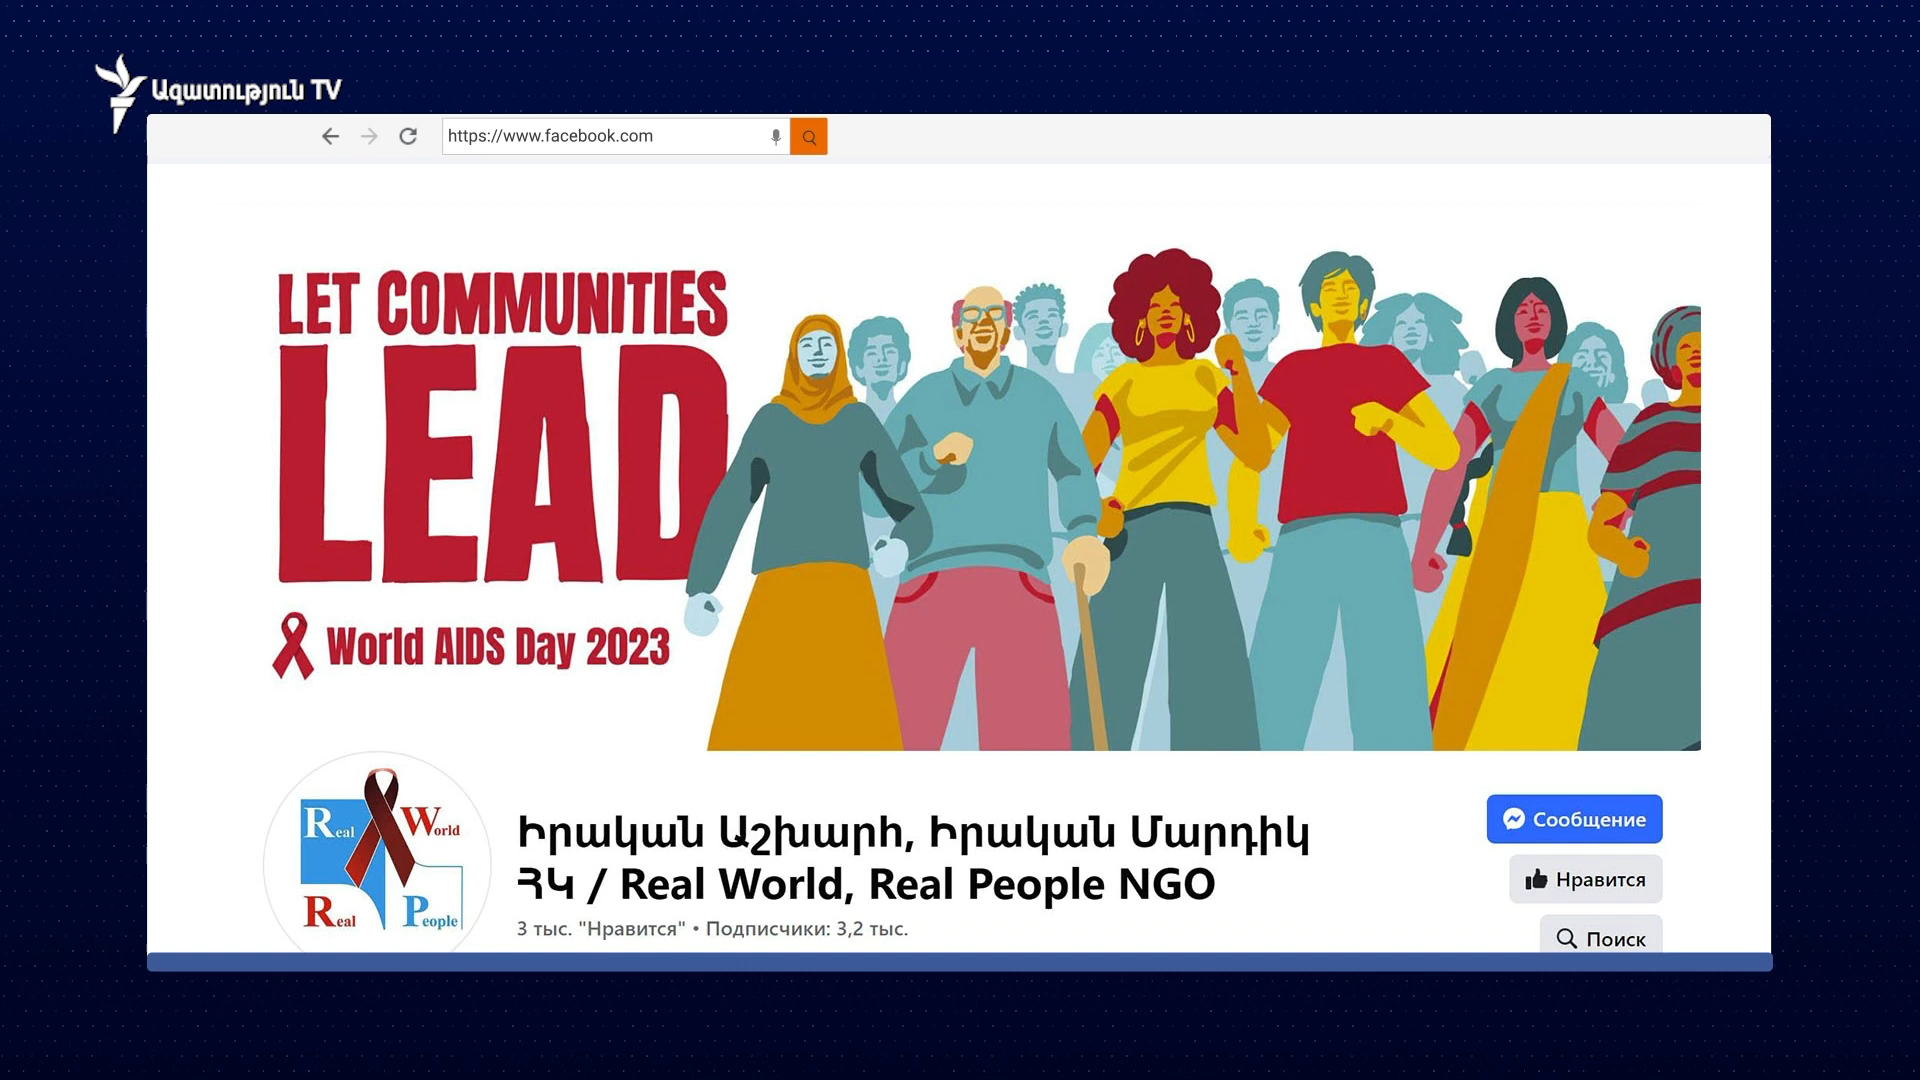 Ազատություն TV
https://www.facebook.com
LET COMMUNITIES
LEAD
World AIDS Day 2023
Real World
Real People
Իրական Աշխարհ, Իրական Մարդիկ
ՀԿ / Real World, Real People NGO
3 тыс. "Нравится" • Подписчики: 3,2 тыс.
Сообщение
Нравится
Поиск